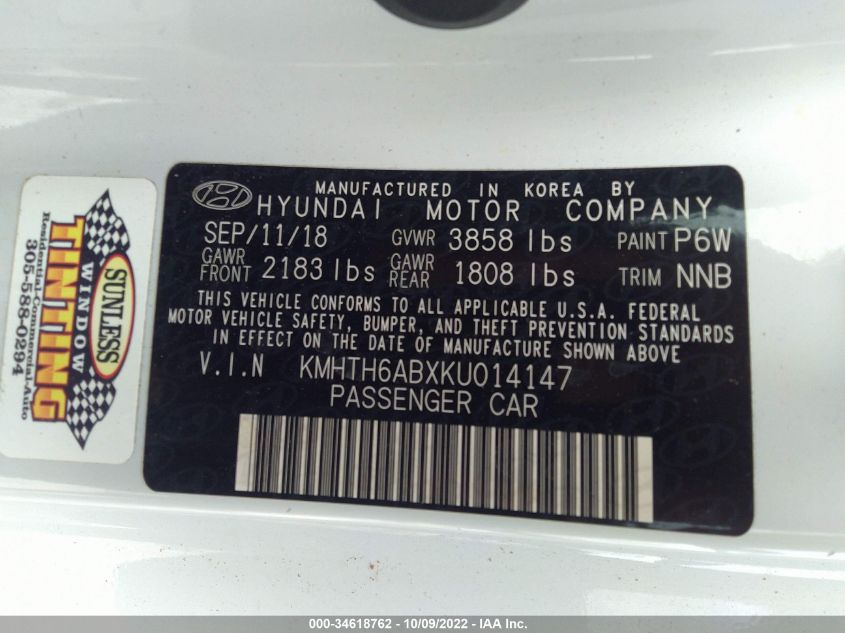 MANUFACTURED IN KOREA BY
HYUNDAI MOTOR COMPANY
SEP/11/18 GVWR 3858 lbs PAINT P6W
GAWR FRONT 2183 lbs GAWR REAR 1808 lbs TRIM NNB
THIS VEHICLE CONFORMS TO ALL APPLICABLE U.S.A. FEDERAL
MOTOR VEHICLE SAFETY, BUMPER, AND THEFT PREVENTION STANDARDS
IN EFFECT ON THE DATE OF MANUFACTURE SHOWN ABOVE
V.I.N KMHTH6ABXKU014147
PASSENGER CAR
SUNLESS
WINDOW
TINTING
Residential-Commercial-Auto
305-588-0294
000-34618762 - 10/09/2022 - IAA Inc.